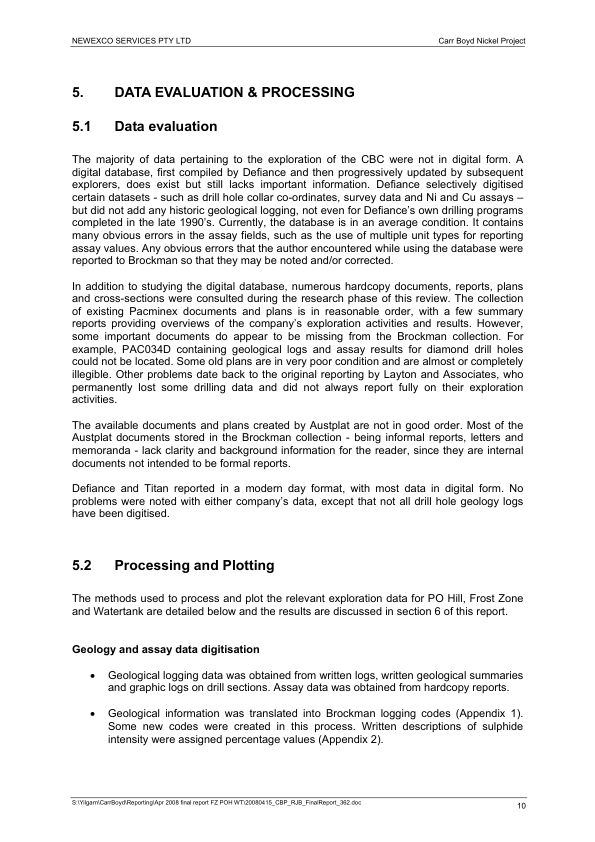 NEWEXCO SERVICES PTY LTD Carr Boyd Nickel Project
5. DATA EVALUATION & PROCESSING
5.1 Data evaluation
The majority of data pertaining to the exploration of the CBC were not in digital form. A
digital database, first compiled by Defiance and then progressively updated by subsequent
explorers, does exist but still lacks important information. Defiance selectively digitised
certain datasets - such as drill hole collar co-ordinates, survey data and Ni and Cu assays –
but did not add any historic geological logging, not even for Defiance's own drilling programs
completed in the late 1990's. Currently, the database is in an average condition. It contains
many obvious errors in the assay fields, such as the use of multiple unit types for reporting
assay values. Any obvious errors that the author encountered while using the database were
reported to Brockman so that they may be noted and/or corrected.
In addition to studying the digital database, numerous hardcopy documents, reports, plans
and cross-sections were consulted during the research phase of this review. The collection
of existing Pacminex documents and plans is in reasonable order, with a few summary
reports providing overviews of the company's exploration activities and results. However,
some important documents do appear to be missing from the Brockman collection. For
example, PAC034D containing geological logs and assay results for diamond drill holes
could not be located. Some old plans are in very poor condition and are almost or completely
illegible. Other problems date back to the original reporting by Layton and Associates, who
permanently lost some drilling data and did not always report fully on their exploration
activities.
The available documents and plans created by Austplat are not in good order. Most of the
Austplat documents stored in the Brockman collection - being informal reports, letters and
memoranda - lack clarity and background information for the reader, since they are internal
documents not intended to be formal reports.
Defiance and Titan reported in a modern day format, with most data in digital form. No
problems were noted with either company's data, except that not all drill hole geology logs
have been digitised.
5.2 Processing and Plotting
The methods used to process and plot the relevant exploration data for PO Hill, Frost Zone
and Watertank are detailed below and the results are discussed in section 6 of this report.
Geology and assay data digitisation
• Geological logging data was obtained from written logs, written geological summaries
and graphic logs on drill sections. Assay data was obtained from hardcopy reports.
• Geological information was translated into Brockman logging codes (Appendix 1).
Some new codes were created in this process. Written descriptions of sulphide
intensity were assigned percentage values (Appendix 2).
S:\Yilgarn\CarrBoyd\Reporting\Apr 2008 final report FZ POH WT\20080415_CBP_RJB_FinalReport_362.doc 10